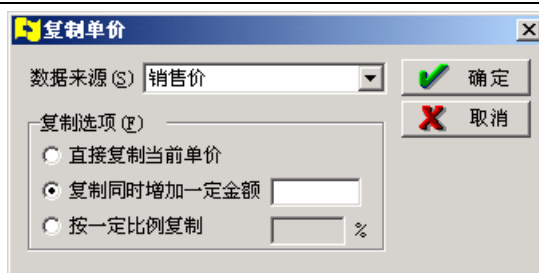 复制单价
数据来源(S) 销售价
确定
复制选项(F)
取消
直接复制当前单价
复制同时增加一定金额
按一定比例复制 %